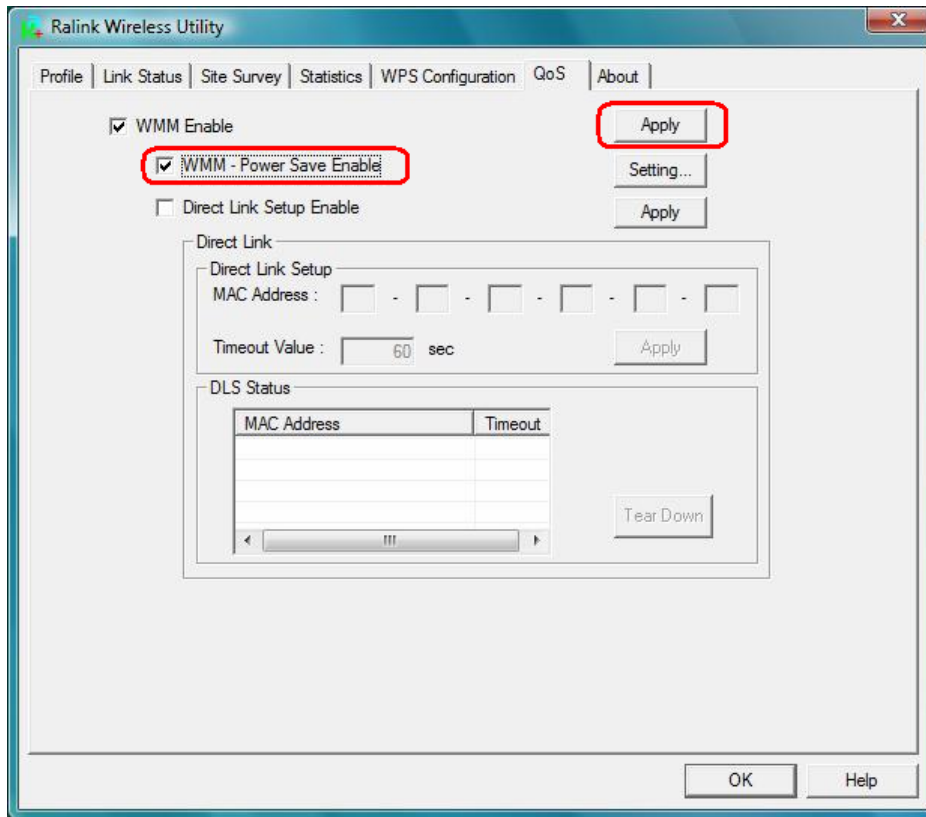 Ralink Wireless Utility
Profile Link Status Site Survey Statistics WPS Configuration QoS About
WMM Enable Apply
WMM - Power Save Enable Setting...
Direct Link Setup Enable Apply
Direct Link
Direct Link Setup
MAC Address : - - - - -
Timeout Value : 60 sec Apply
DLS Status
MAC Address Timeout
Tear Down
OK Help